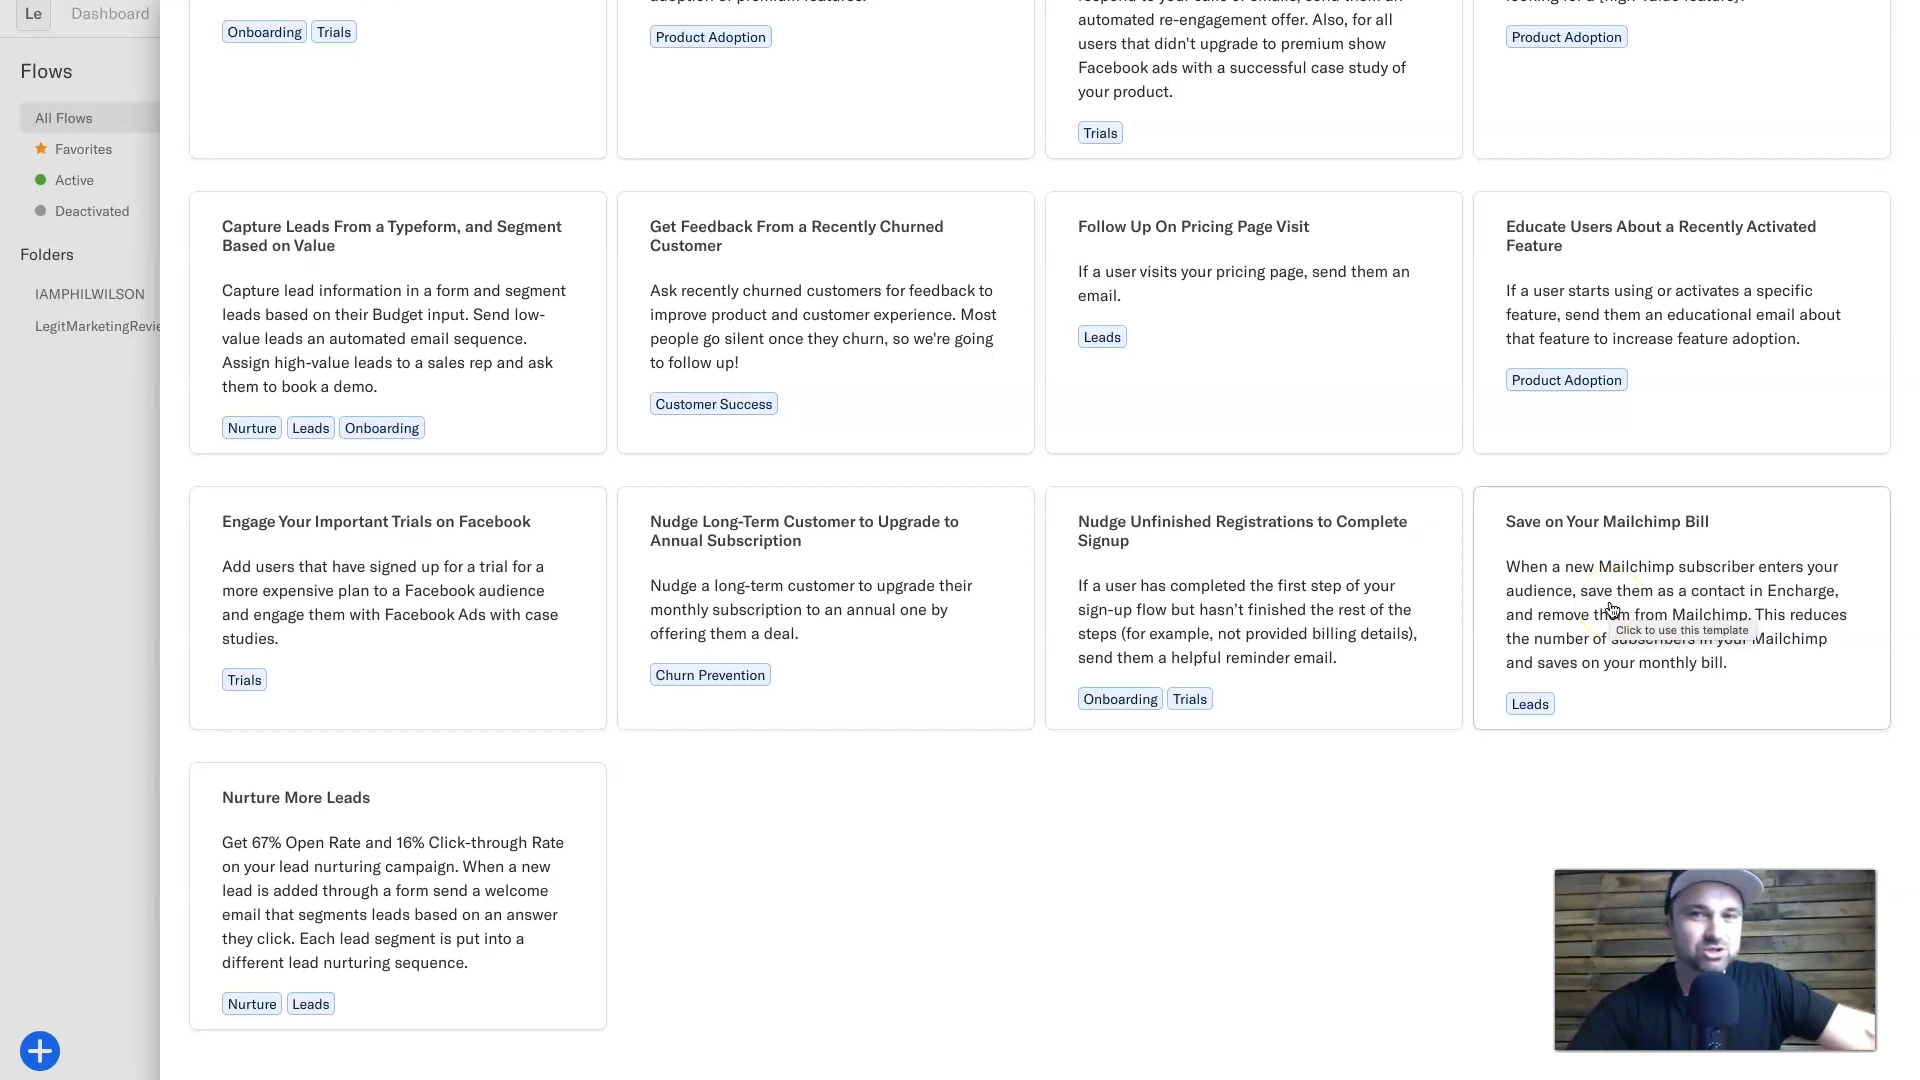 Le
Dashboard
Flows
All Flows
Favorites
Active
Deactivated
Folders
IAMPHILWILSON
LegitMarketingRevie
Onboarding Trials
Product Adoption
automated re-engagement offer. Also, for all
users that didn't upgrade to premium show
Facebook ads with a successful case study of
your product.
Trials
Product Adoption
Capture Leads From a Typeform, and Segment
Based on Value
Capture lead information in a form and segment
leads based on their Budget input. Send low-
value leads an automated email sequence.
Assign high-value leads to a sales rep and ask
them to book a demo.
Nurture Leads Onboarding
Get Feedback From a Recently Churned
Customer
Ask recently churned customers for feedback to
improve product and customer experience. Most
people go silent once they churn, so we're going
to follow up!
Customer Success
Follow Up On Pricing Page Visit
If a user visits your pricing page, send them an
email.
Leads
Educate Users About a Recently Activated
Feature
If a user starts using or activates a specific
feature, send them an educational email about
that feature to increase feature adoption.
Product Adoption
Engage Your Important Trials on Facebook
Add users that have signed up for a trial for a
more expensive plan to a Facebook audience
and engage them with Facebook Ads with case
studies.
Trials
Nudge Long-Term Customer to Upgrade to
Annual Subscription
Nudge a long-term customer to upgrade their
monthly subscription to an annual one by
offering them a deal.
Churn Prevention
Nudge Unfinished Registrations to Complete
Signup
If a user has completed the first step of your
sign-up flow but hasn’t finished the rest of the
steps (for example, not provided billing details),
send them a helpful reminder email.
Onboarding Trials
Save on Your Mailchimp Bill
When a new Mailchimp subscriber enters your
audience, save them as a contact in Encharge,
and remove them from Mailchimp. This reduces
Click to use this template
the number of subscribers in your Mailchimp
and saves on your monthly bill.
Leads
Nurture More Leads
Get 67% Open Rate and 16% Click-through Rate
on your lead nurturing campaign. When a new
lead is added through a form send a welcome
email that segments leads based on an answer
they click. Each lead segment is put into a
different lead nurturing sequence.
Nurture Leads